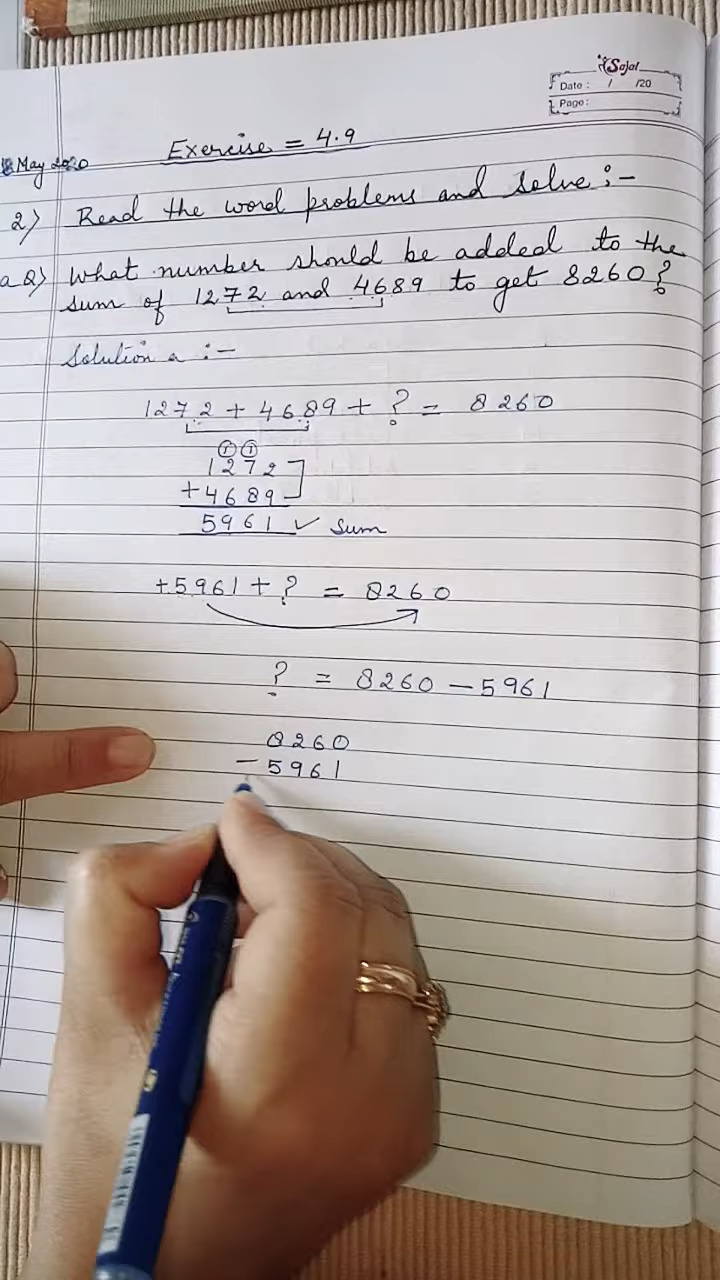 Sajal
Date : / /20
Page:
Exercise = 4.9
May 2020
2) Read the word problems and solve :-
a Q) What number should be added to the
sum of 1272 and 4689 to get 8260?
Solution a :-
1272 + 4689 + ? = 8260
1 1
1272
+4689
5961 ✓ sum
+5961 + ? = 8260
? = 8260 - 5961
8260
- 5961